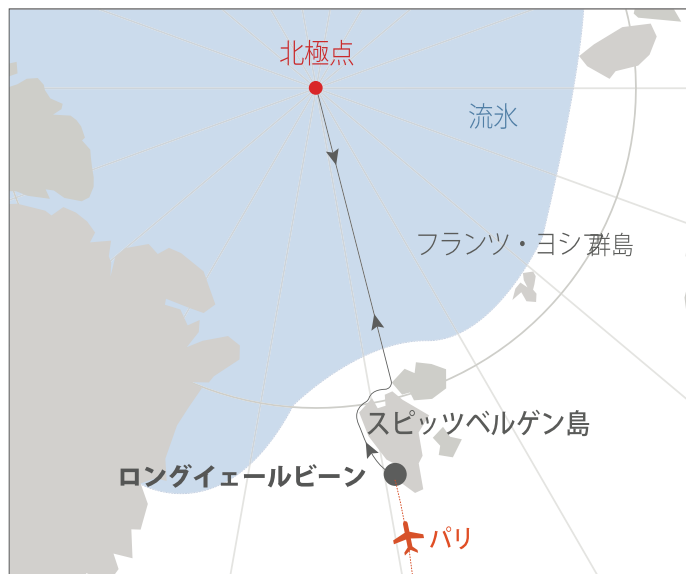 北極点
流氷
フランツ・ヨシフ群島
スピッツベルゲン島
ロングイェールビーン
パリ